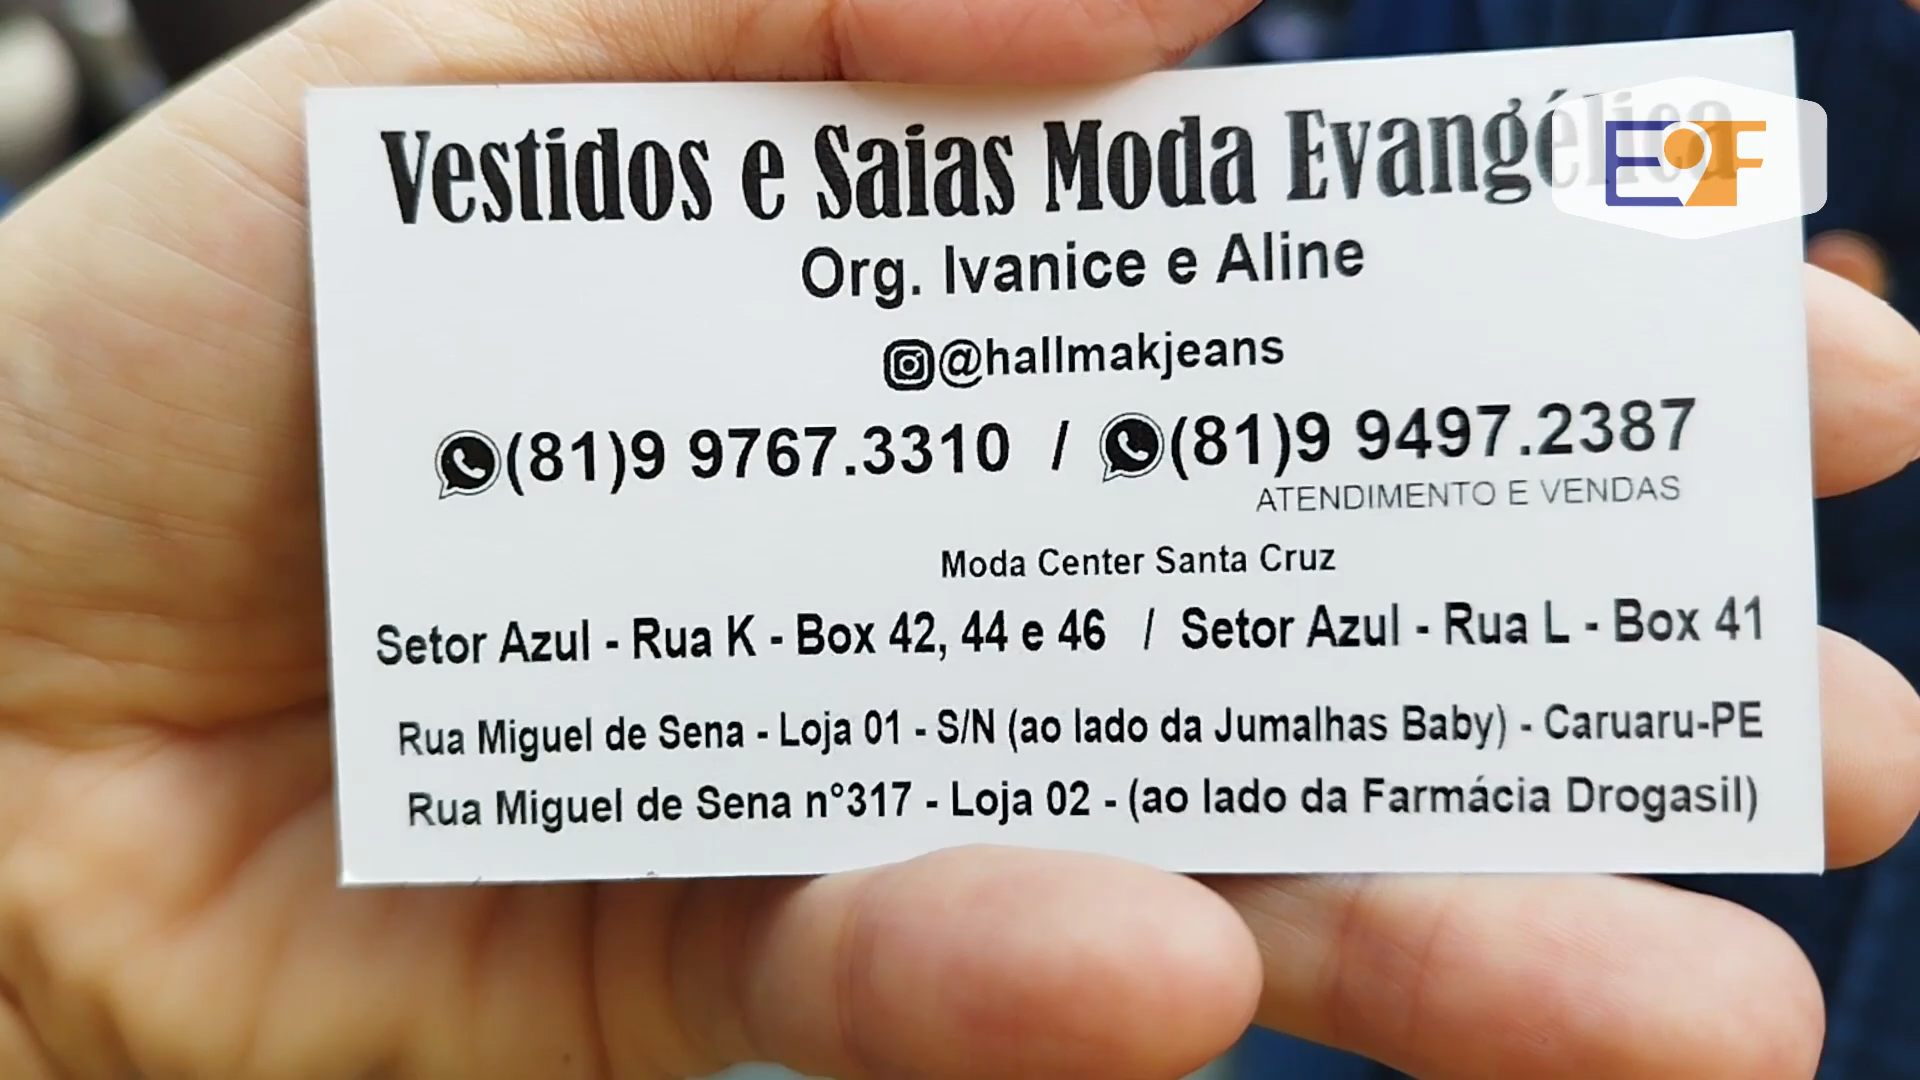 Vestidos e Saias Moda Evangélica
Org. Ivanice e Aline
@hallmakjeans
(81)9 9767.3310 / (81)9 9497.2387
ATENDIMENTO E VENDAS
Moda Center Santa Cruz
Setor Azul - Rua K - Box 42, 44 e 46 / Setor Azul - Rua L - Box 41
Rua Miguel de Sena - Loja 01 - S/N (ao lado da Jumalhas Baby) - Caruaru-PE
Rua Miguel de Sena n°317 - Loja 02 - (ao lado da Farmácia Drogasil)